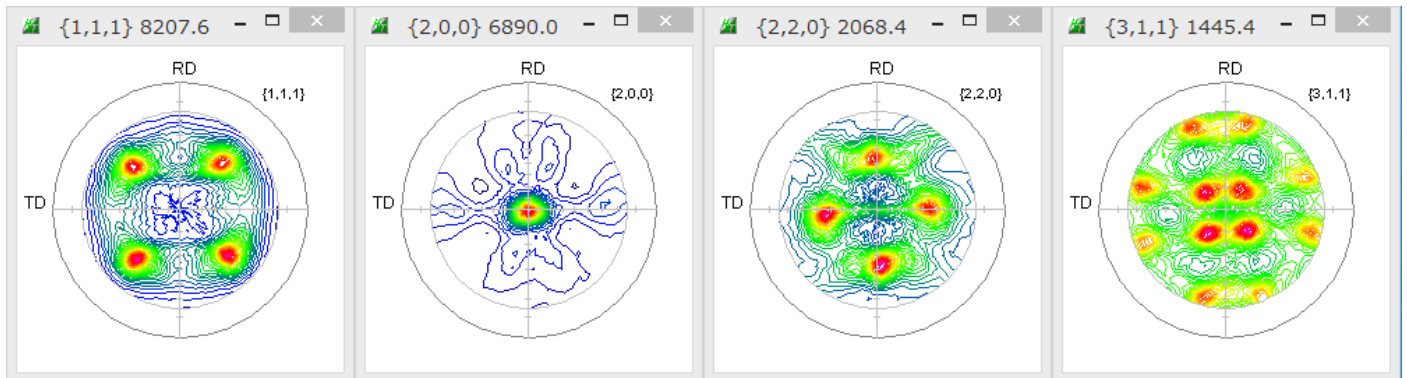 {1,1,1} 8207.6
RD
{1,1,1}
TD
{2,0,0} 6890.0
RD
{2,0,0}
TD
{2,2,0} 2068.4
RD
{2,2,0}
TD
{3,1,1} 1445.4
RD
{3,1,1}
TD